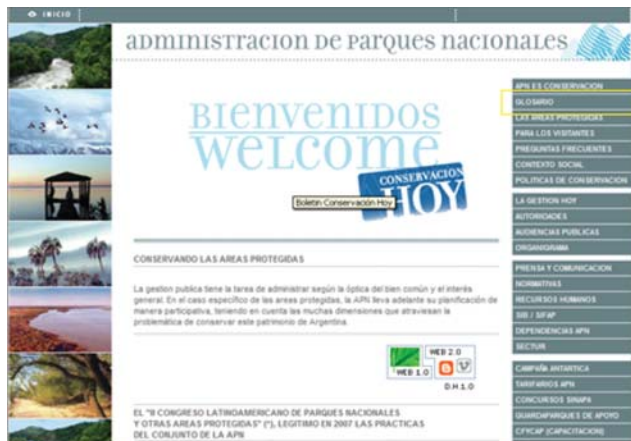 INICIO
ADMINISTRACION DE PARQUES NACIONALES
BIENVENIDOS
WELCOME
CONSERVACION
HOY
Boletin Conservación Hoy
CONSERVANDO LAS AREAS PROTEGIDAS
La gestion publica tiene la tarea de administrar según la óptica del bien común y el interés
general. En el caso específico de las areas protegidas, la APN lleva adelante su planificación de
manera participativa, teniendo en cuenta las muchas dimensiones que atraviesan la
problemática de conservar este patrimonio de Argentina.
WEB 2.0
WEB 1.0
D.H.1.0
EL "II CONGRESO LATINOAMERICANO DE PARQUES NACIONALES
Y OTRAS AREAS PROTEGIDAS" (*), LEGITIMO EN 2007 LAS PRACTICAS
DEL CONJUNTO DE LA APN
APN ES CONSERVACION
GLOSARIO
LAS AREAS PROTEGIDAS
PARA LOS VISITANTES
PREGUNTAS FRECUENTES
CONTEXTO SOCIAL
POLITICAS DE CONSERVACION
LA GESTION HOY
AUTORIDADES
AUDIENCIAS PUBLICAS
ORGANIGRAMA
PRENSA Y COMUNICACION
NORMATIVAS
RECURSOS HUMANOS
SIB / SIFAP
DEPENDENCIAS APN
SECTUR
CAMPAÑA ANTARTICA
TARIFARIOS APN
CONCURSOS SINAPA
GUARDAPARQUES DE APOYO
CFYCAP (CAPACITACION)